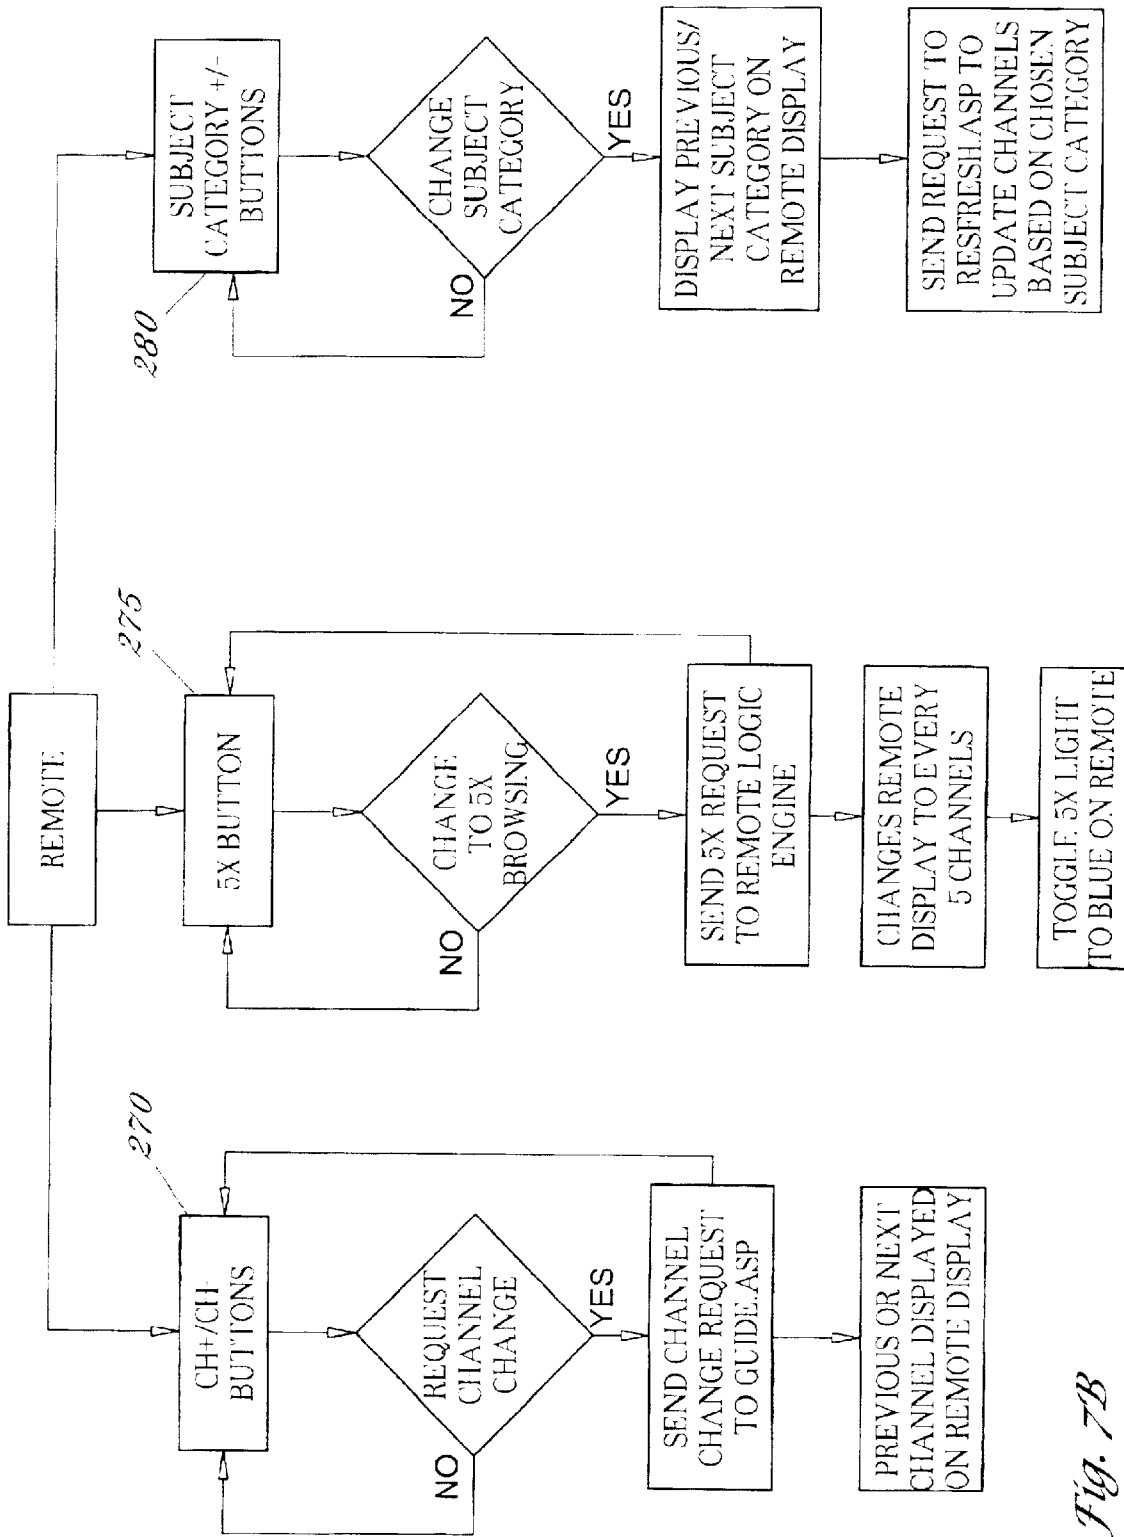 REMOTE
270
CH+/CH-
BUTTONS
REQUEST
CHANNEL
CHANGE
NO
YES
SEND CHANNEL
CHANGE REQUEST
TO GUIDE.ASP
PREVIOUS OR NEXT
CHANNEL DISPLAYED
ON REMOTE DISPLAY
275
5X BUTTON
CHANGE
TO 5X
BROWSING
NO
YES
SEND 5X REQUEST
TO REMOTE LOGIC
ENGINE
CHANGES REMOTE
DISPLAY TO EVERY
5 CHANNELS
TOGGLE 5X LIGHT
TO BLUE ON REMOTE
280
SUBJECT
CATEGORY +/-
BUTTONS
CHANGE
SUBJECT
CATEGORY
NO
YES
DISPLAY PREVIOUS/
NEXT SUBJECT
CATEGORY ON
REMOTE DISPLAY
SEND REQUEST TO
RESFRESH.ASP TO
UPDATE CHANNELS
BASED ON CHOSEN
SUBJECT CATEGORY
Fig. 7B